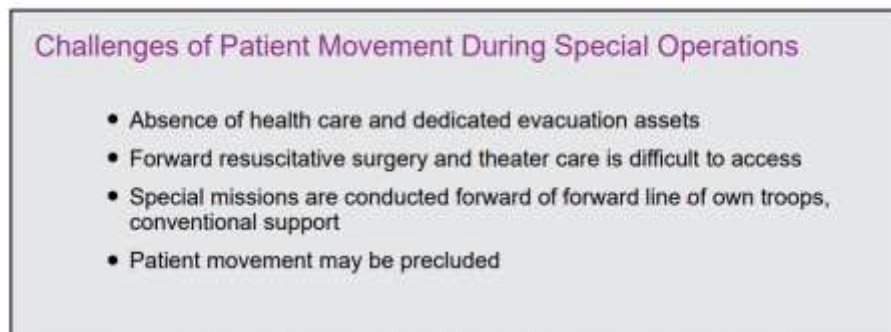 Challenges of Patient Movement During Special Operations
• Absence of health care and dedicated evacuation assets
• Forward resuscitative surgery and theater care is difficult to access
• Special missions are conducted forward of forward line of own troops,
conventional support
• Patient movement may be precluded